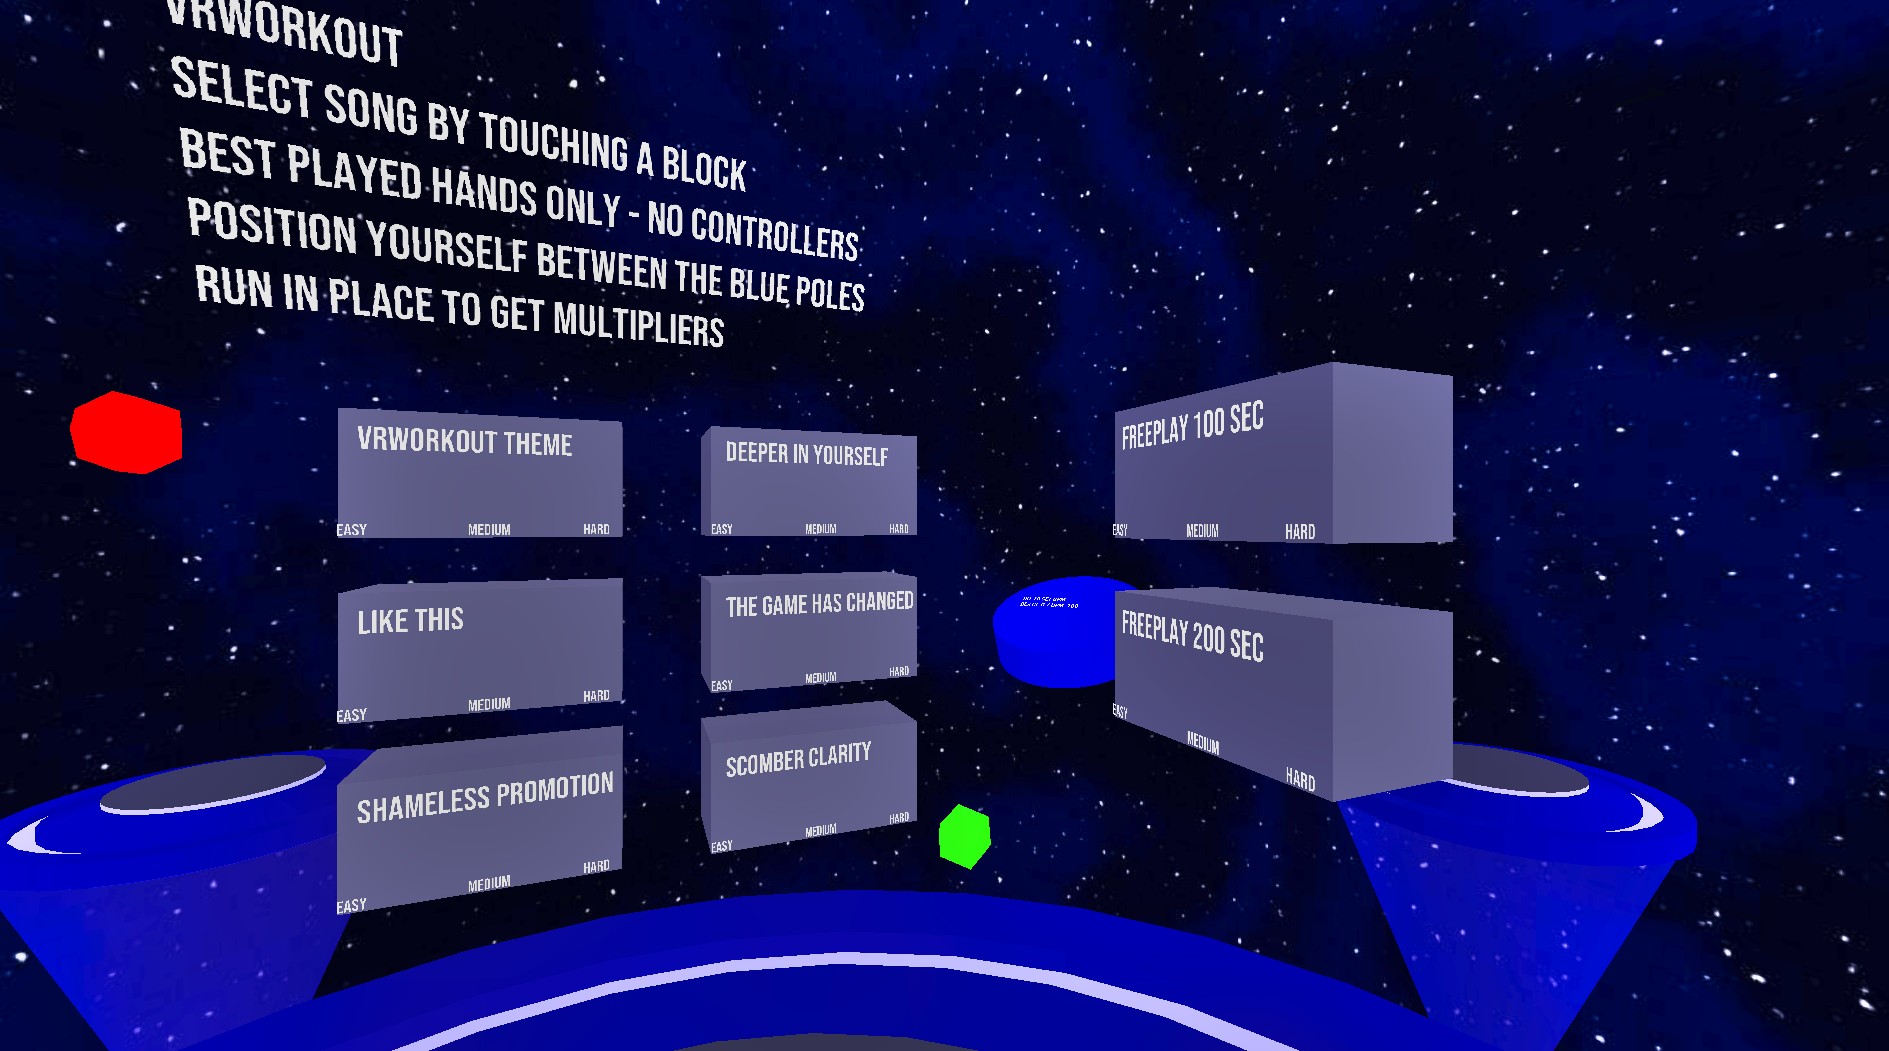 VRWORKOUT
SELECT SONG BY TOUCHING A BLOCK
BEST PLAYED HANDS ONLY - NO CONTROLLERS
POSITION YOURSELF BETWEEN THE BLUE POLES
RUN IN PLACE TO GET MULTIPLIERS
VRWORKOUT THEME
EASY MEDIUM HARD
DEEPER IN YOURSELF
EASY MEDIUM HARD
FREEPLAY 100 SEC
EASY MEDIUM HARD
LIKE THIS
EASY MEDIUM HARD
THE GAME HAS CHANGED
EASY MEDIUM HARD
FREEPLAY 200 SEC
EASY MEDIUM HARD
SHAMELESS PROMOTION
EASY MEDIUM HARD
SCOMBER CLARITY
EASY MEDIUM HARD